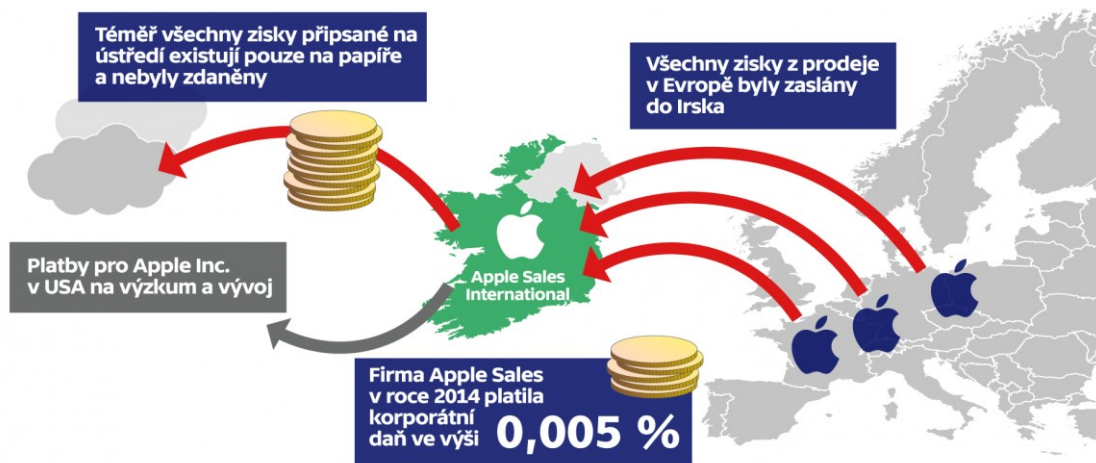 Téměř všechny zisky připsané na
ústředí existují pouze na papíře
a nebyly zdaněny
Všechny zisky z prodeje
v Evropě byly zaslány
do Irska
Platby pro Apple Inc.
v USA na výzkum a vývoj
Apple Sales
International
Firma Apple Sales
v roce 2014 platila
korporátní
daň ve výši 0,005 %